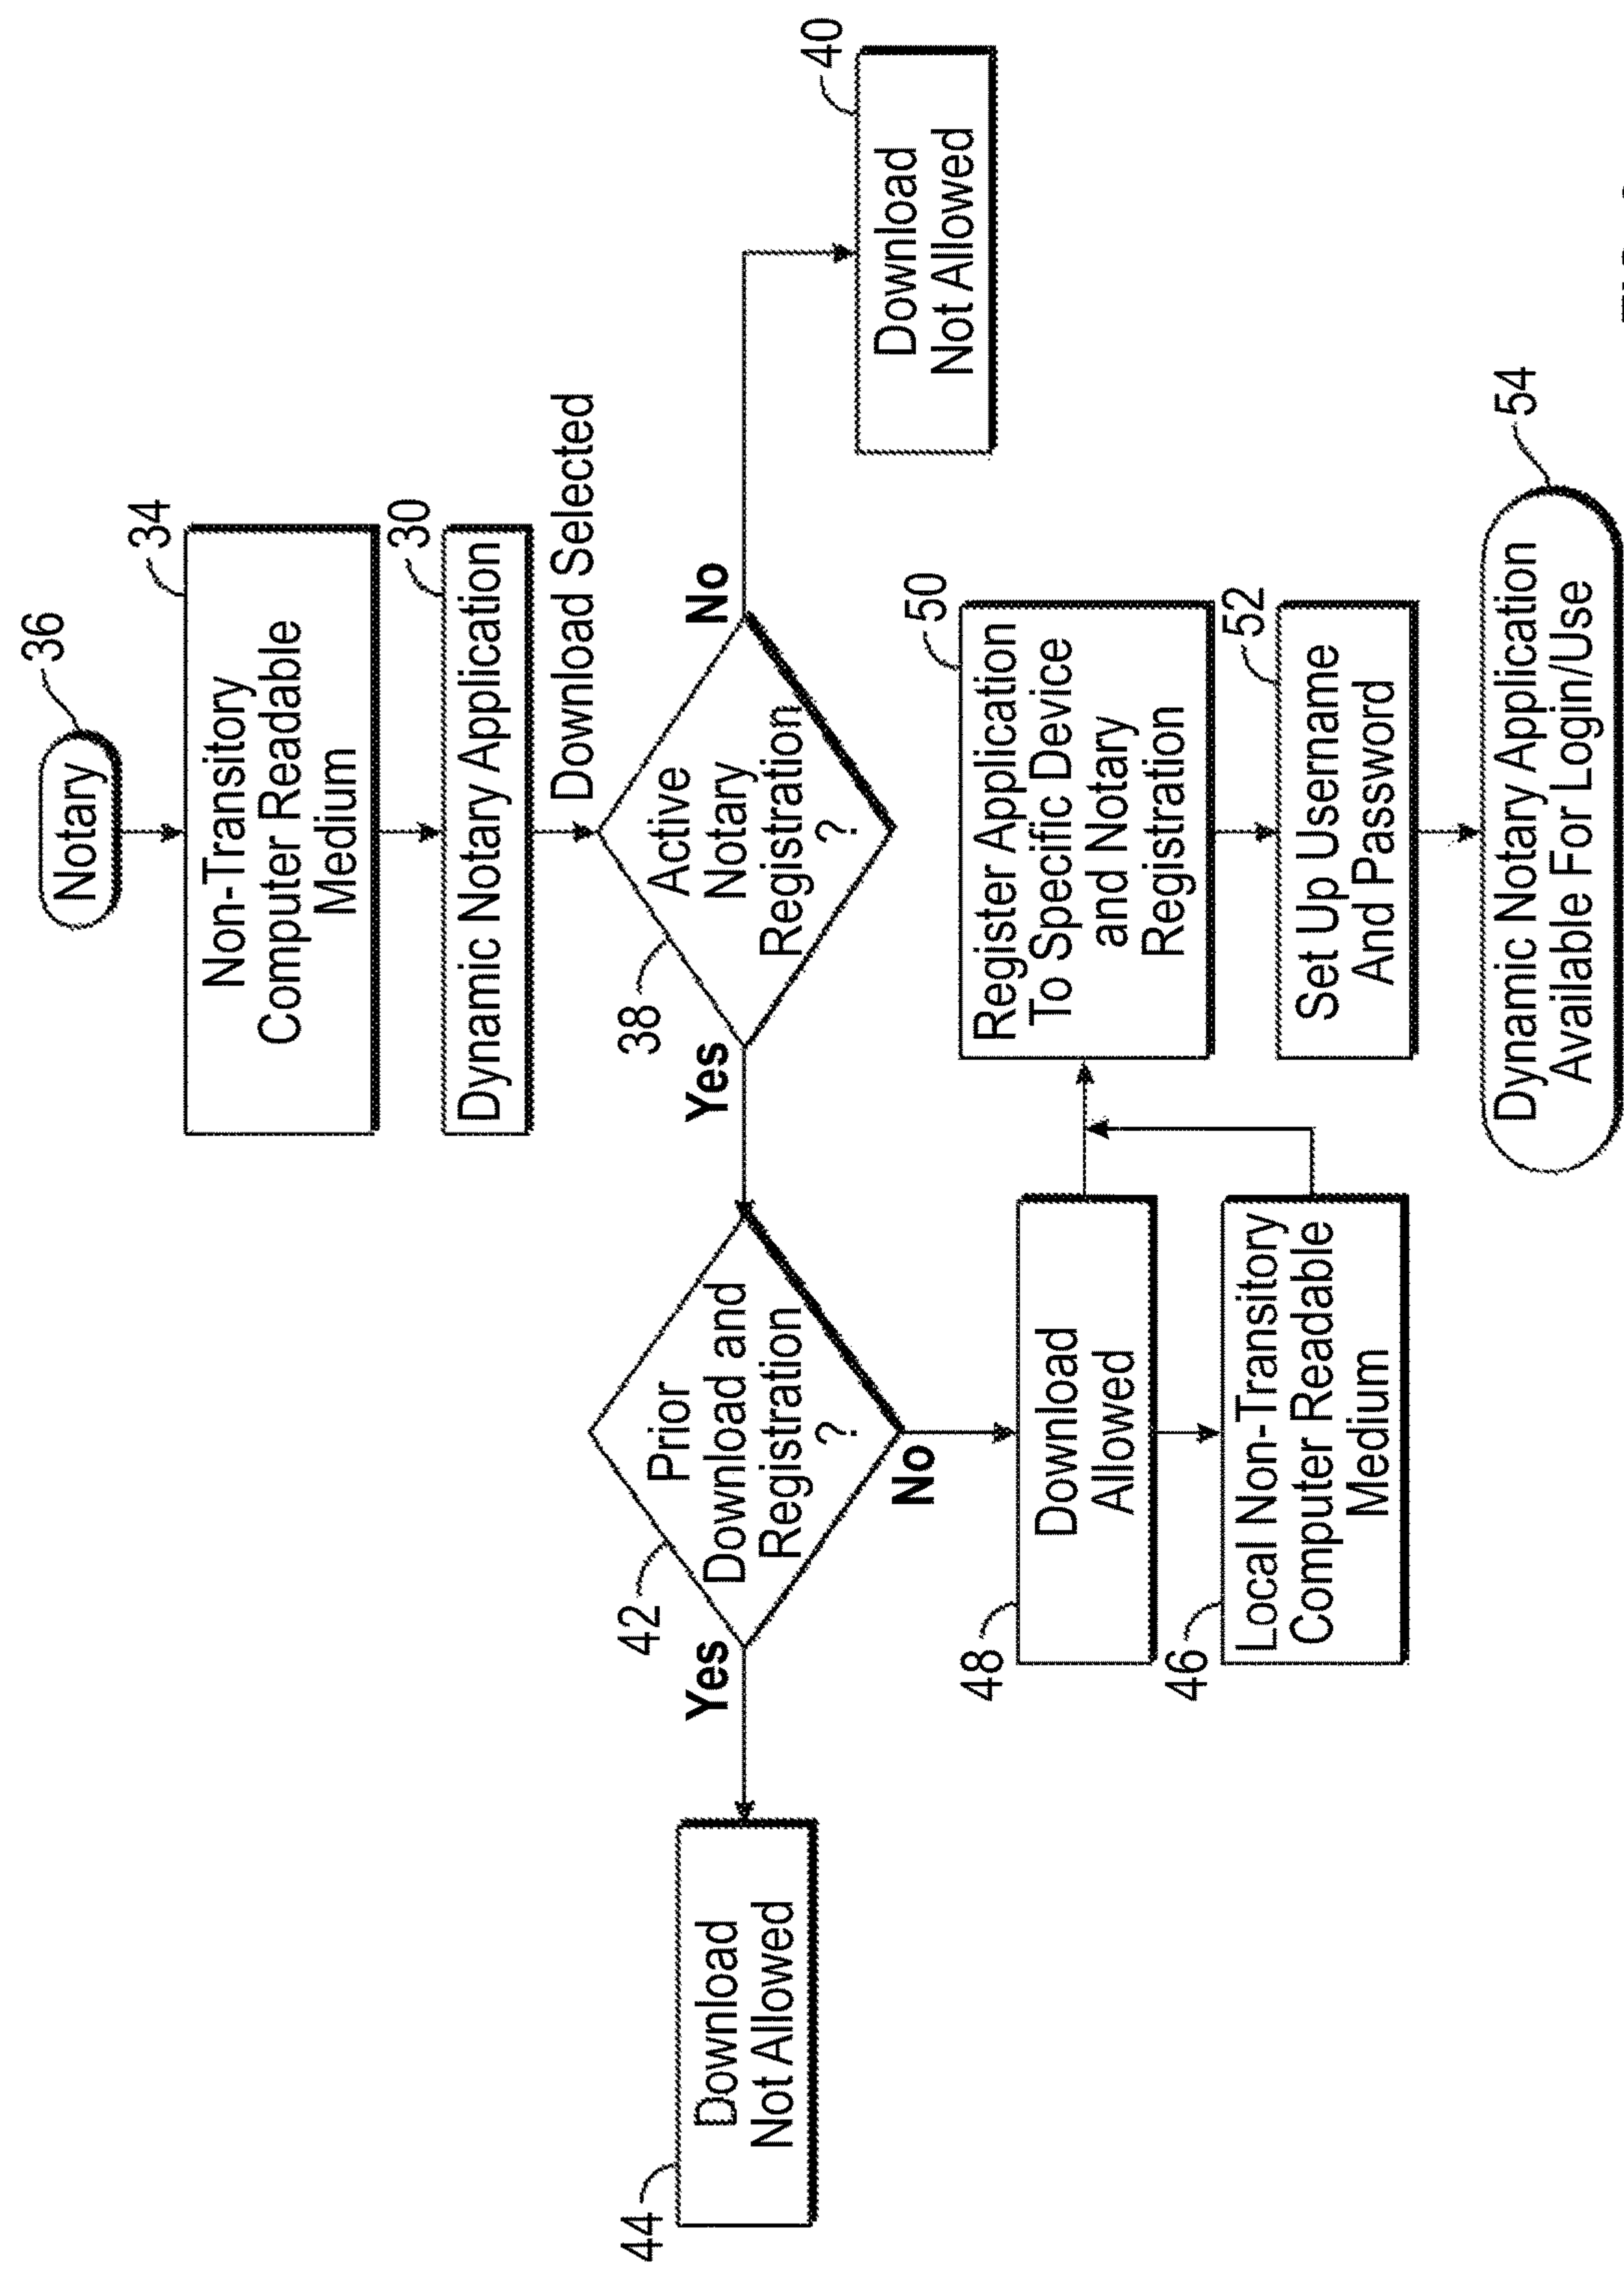 36
Notary
34
Non-Transitory
Computer Readable
Medium
30
Dynamic Notary Application
Download Selected
38
Active
Notary
Registration
?
Yes
No
40
Download
Not Allowed
42
Prior
Download and
Registration
?
Yes
No
44
Download
Not Allowed
48
Download
Allowed
46
Local Non-Transitory
Computer Readable
Medium
50
Register Application
To Specific Device
and Notary
Registration
52
Set Up Username
And Password
54
Dynamic Notary Application
Available For Login/Use